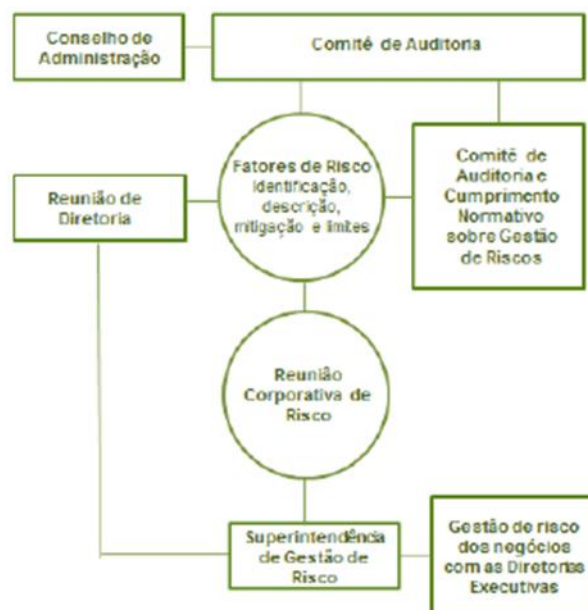 Conselho de
Administração
Comitê de Auditoria
Fatores de Risco
Identificação,
descrição,
mitigação e limites
Comitê de
Auditoria e
Cumprimento
Normativo
sobre Gestão
de Riscos
Reunião de
Diretoria
Reunião
Corporativa de
Risco
Superintendência
de Gestão de
Risco
Gestão de risco
dos negócios
com as Diretorias
Executivas